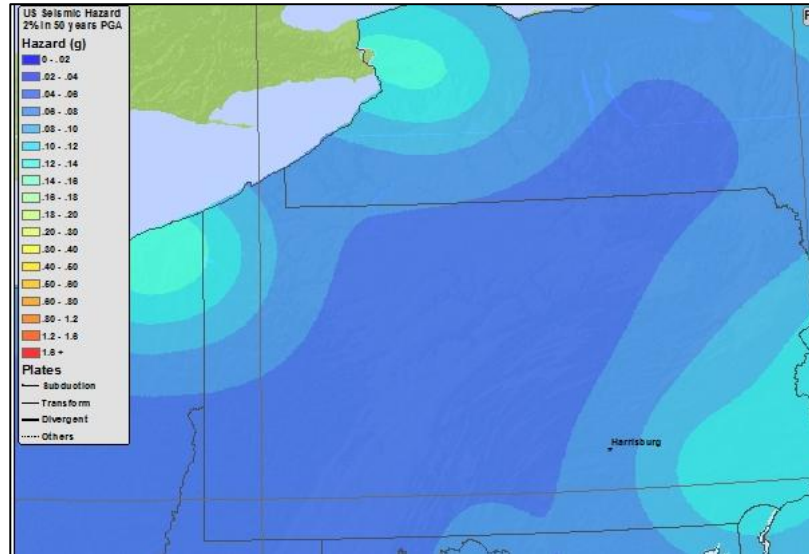 US Seismic Hazard
2% in 50 years PGA
Hazard (g)
0 - .02
.02 - .04
.04 - .06
.06 - .08
.08 - .10
.10 - .12
.12 - .14
.14 - .16
.16 - .18
.18 - .20
.20 - .30
.30 - .40
.40 - .50
.50 - .60
.60 - .80
.80 - 1.2
1.2 - 1.6
1.6 +
Plates
Subduction
Transform
Divergent
Others
Harrisburg